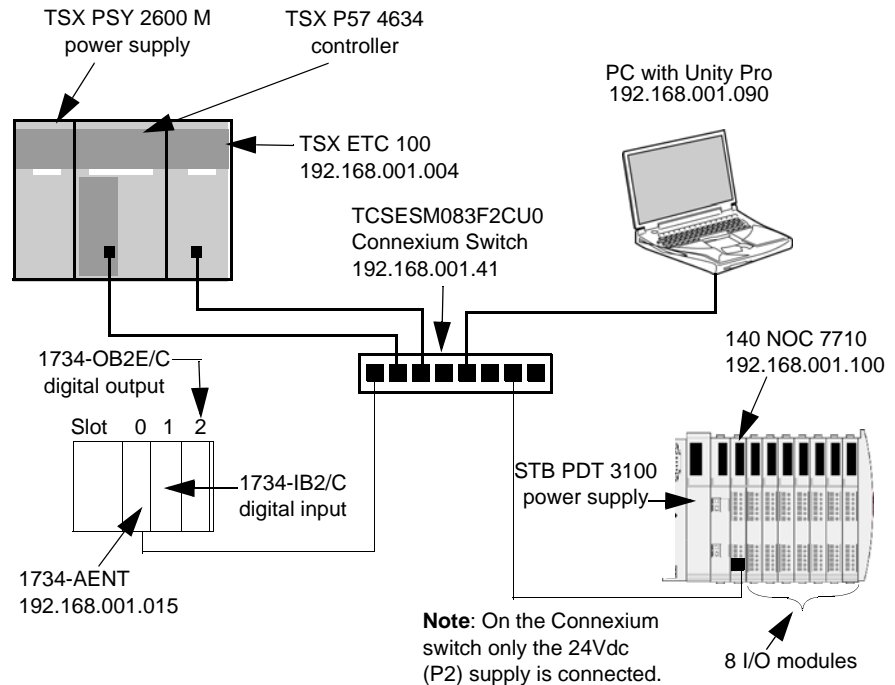 TSX PSY 2600 M
power supply
TSX P57 4634
controller
PC with Unity Pro
192.168.001.090
TSX ETC 100
192.168.001.004
TCSESM083F2CU0
Connexium Switch
192.168.001.41
140 NOC 7710
192.168.001.100
1734-OB2E/C
digital output
Slot 0 1 2
STB PDT 3100
power supply
1734-IB2/C
digital input
1734-AENT
192.168.001.015
Note: On the Connexium
switch only the 24Vdc
(P2) supply is connected.
8 I/O modules